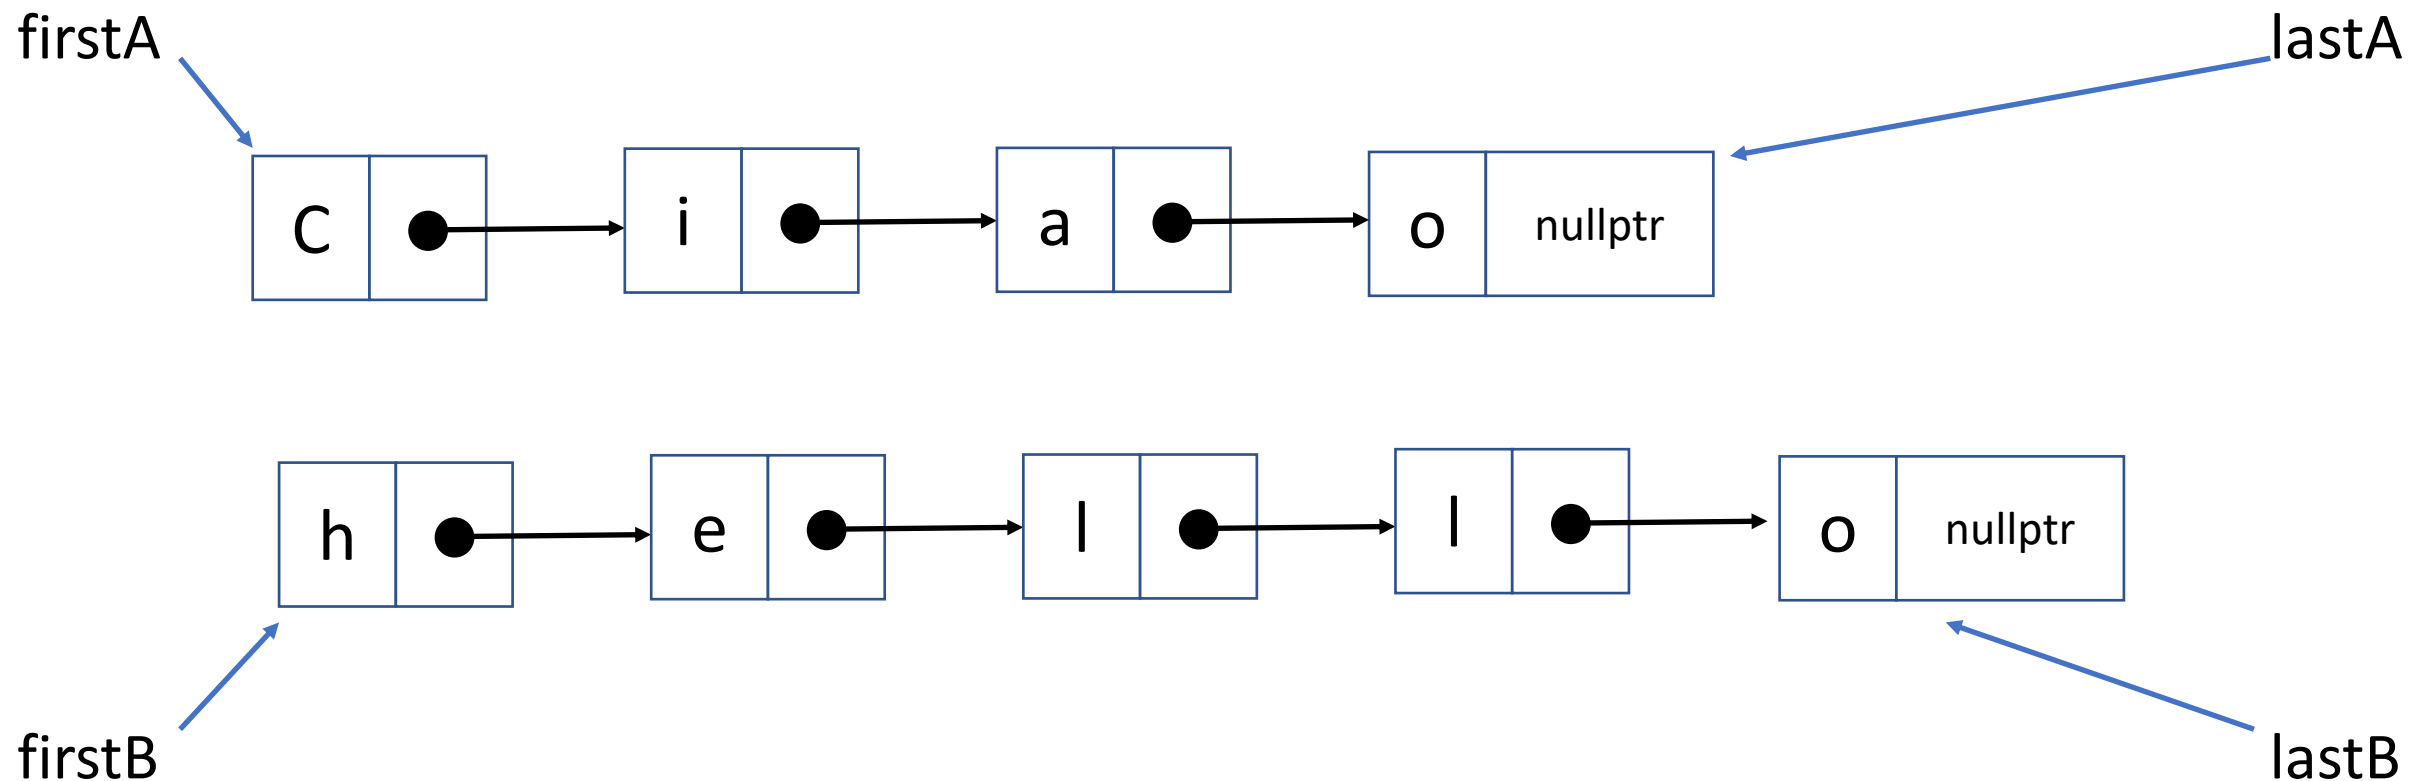 firstA lastA
C i a o nullptr
h e l l o nullptr
firstB lastB